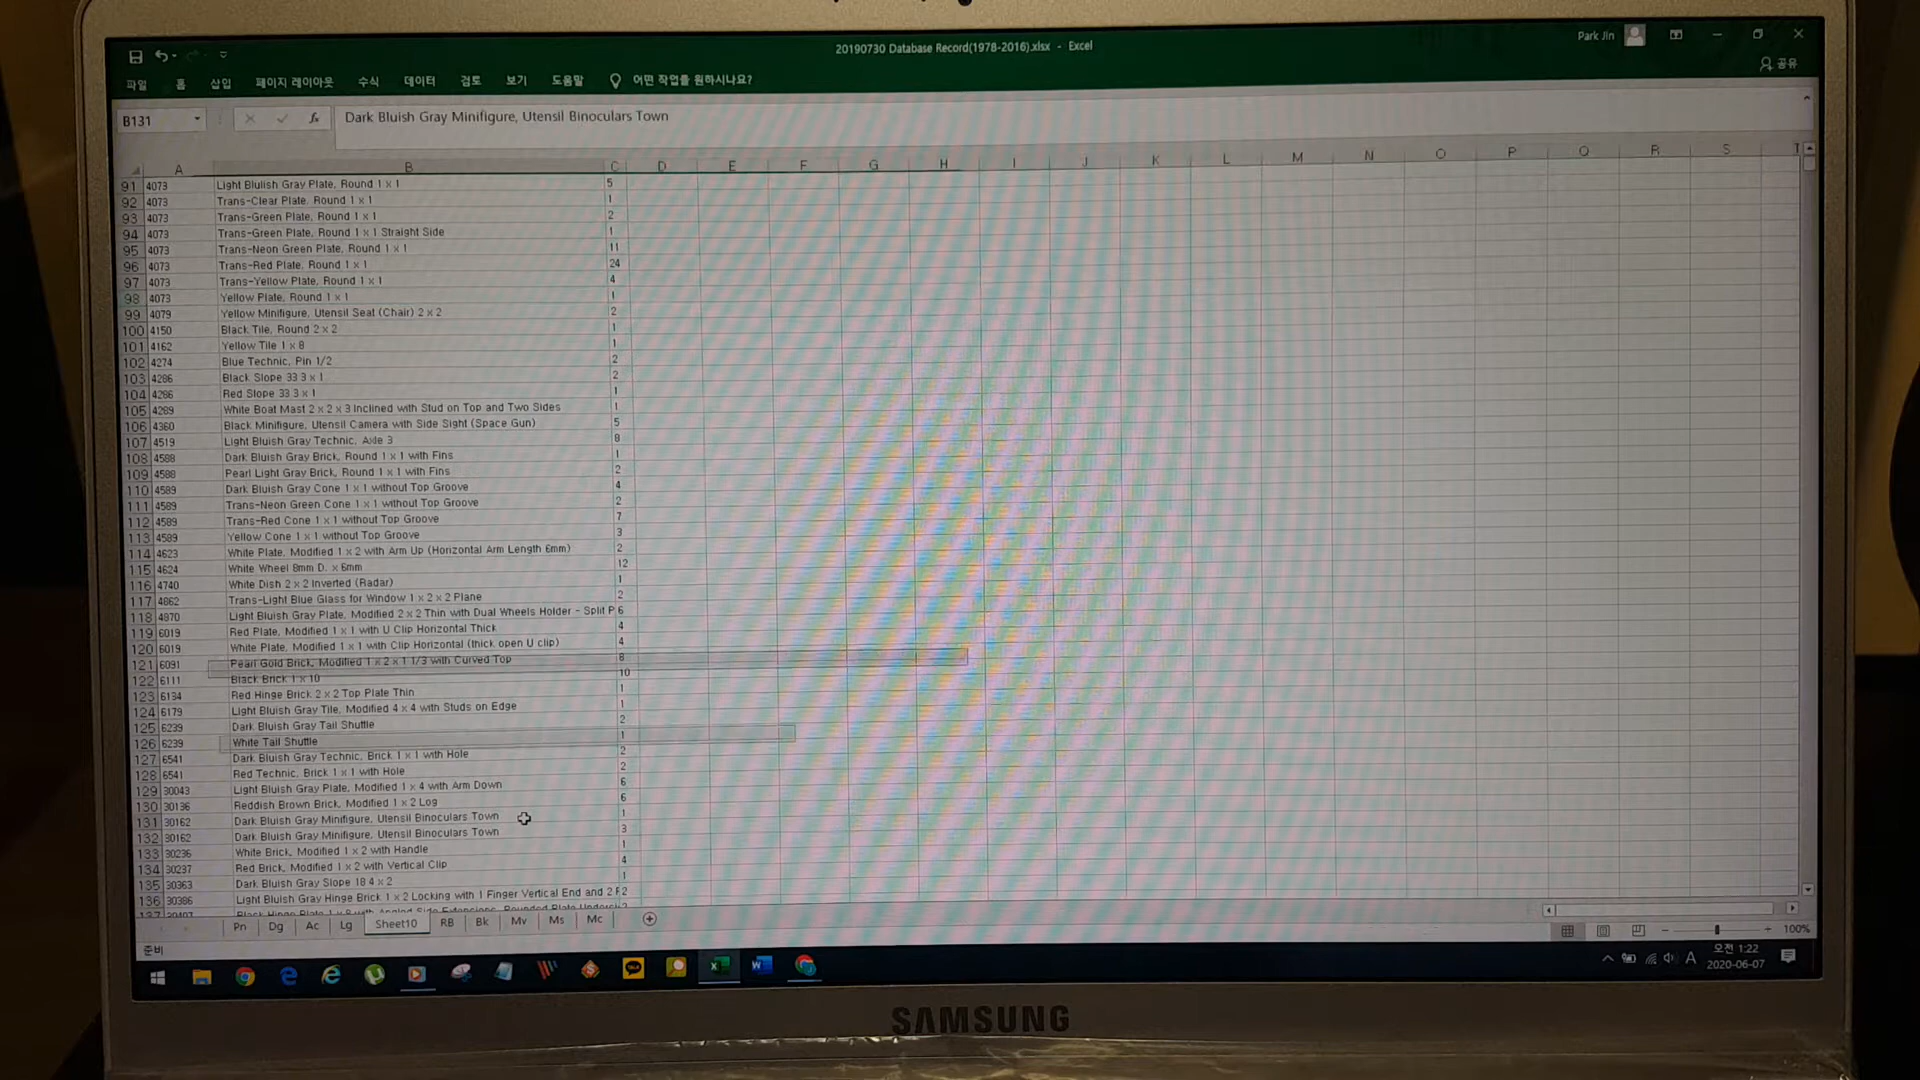 20190730 Database Record(1978-2016).xlsx - Excel
Park Jin
파일 홈 삽입 페이지 레이아웃 수식 데이터 검토 보기 도움말 어떤 작업을 원하시나요?
공유
B131 fx Dark Bluish Gray Minifigure, Utensil Binoculars Town
A B C D E F G H I J K L M N O P Q R S T
91 4073 Light Blulish Gray Plate, Round 1 x 1 5
92 4073 Trans-Clear Plate, Round 1 x 1 1
93 4073 Trans-Green Plate, Round 1 x 1 2
94 4073 Trans-Green Plate, Round 1 x 1 Straight Side 1
95 4073 Trans-Neon Green Plate, Round 1 x 1 11
96 4073 Trans-Red Plate, Round 1 x 1 24
97 4073 Trans-Yellow Plate, Round 1 x 1 4
98 4073 Yellow Plate, Round 1 x 1 1
99 4079 Yellow Minifigure, Utensil Seat (Chair) 2 x 2 2
100 4150 Black Tile, Round 2 x 2 1
101 4162 Yellow Tile 1 x 8 1
102 4274 Blue Technic, Pin 1/2 2
103 4286 Black Slope 33 3 x 1 2
104 4286 Red Slope 33 3 x 1 1
105 4289 White Boat Mast 2 x 2 x 3 Inclined with Stud on Top and Two Sides 1
106 4360 Black Minifigure, Utensil Camera with Side Sight (Space Gun) 5
107 4519 Light Bluish Gray Technic, Axle 3 8
108 4588 Dark Bluish Gray Brick, Round 1 x 1 with Fins 1
109 4588 Pearl Light Gray Brick, Round 1 x 1 with Fins 2
110 4589 Dark Bluish Gray Cone 1 x 1 without Top Groove 4
111 4589 Trans-Neon Green Cone 1 x 1 without Top Groove 2
112 4589 Trans-Red Cone 1 x 1 without Top Groove 7
113 4589 Yellow Cone 1 x 1 without Top Groove 3
114 4623 White Plate, Modified 1 x 2 with Arm Up (Horizontal Arm Length 6mm) 2
115 4624 White Wheel 8mm D. x 6mm 12
116 4740 White Dish 2 x 2 Inverted (Radar) 1
117 4862 Trans-Light Blue Glass for Window 1 x 2 x 2 Plane 2
118 4870 Light Bluish Gray Plate, Modified 2 x 2 Thin with Dual Wheels Holder - Split P 6
119 6019 Red Plate, Modified 1 x 1 with U Clip Horizontal Thick 4
120 6019 White Plate, Modified 1 x 1 with Clip Horizontal (thick open U clip) 4
121 6091 Pearl Gold Brick, Modified 1 x 2 x 1 1/3 with Curved Top 8
122 6111 Black Brick 1 x 10 10
123 6134 Red Hinge Brick 2 x 2 Top Plate Thin 1
124 6179 Light Bluish Gray Tile, Modified 4 x 4 with Studs on Edge 1
125 6239 Dark Bluish Gray Tail Shuttle 2
126 6239 White Tail Shuttle 1
127 6541 Dark Bluish Gray Technic, Brick 1 x 1 with Hole 2
128 6541 Red Technic, Brick 1 x 1 with Hole 2
129 30043 Light Bluish Gray Plate, Modified 1 x 4 with Arm Down 6
130 30136 Reddish Brown Brick, Modified 1 x 2 Log 6
131 30162 Dark Bluish Gray Minifigure, Utensil Binoculars Town 1
132 30162 Dark Bluish Gray Minifigure, Utensil Binoculars Town 3
133 30236 White Brick, Modified 1 x 2 with Handle 1
134 30237 Red Brick, Modified 1 x 2 with Vertical Clip 4
135 30363 Dark Bluish Gray Slope 18 4 x 2 1
136 30386 Light Bluish Gray Hinge Brick 1 x 2 Locking with 1 Finger Vertical End and 2 F 2
Pn Dg Ac Lg Sheet10 RB Bk Mv Ms Mc
준비
100%
A 오전 1:22
2020-06-07
SAMSUNG